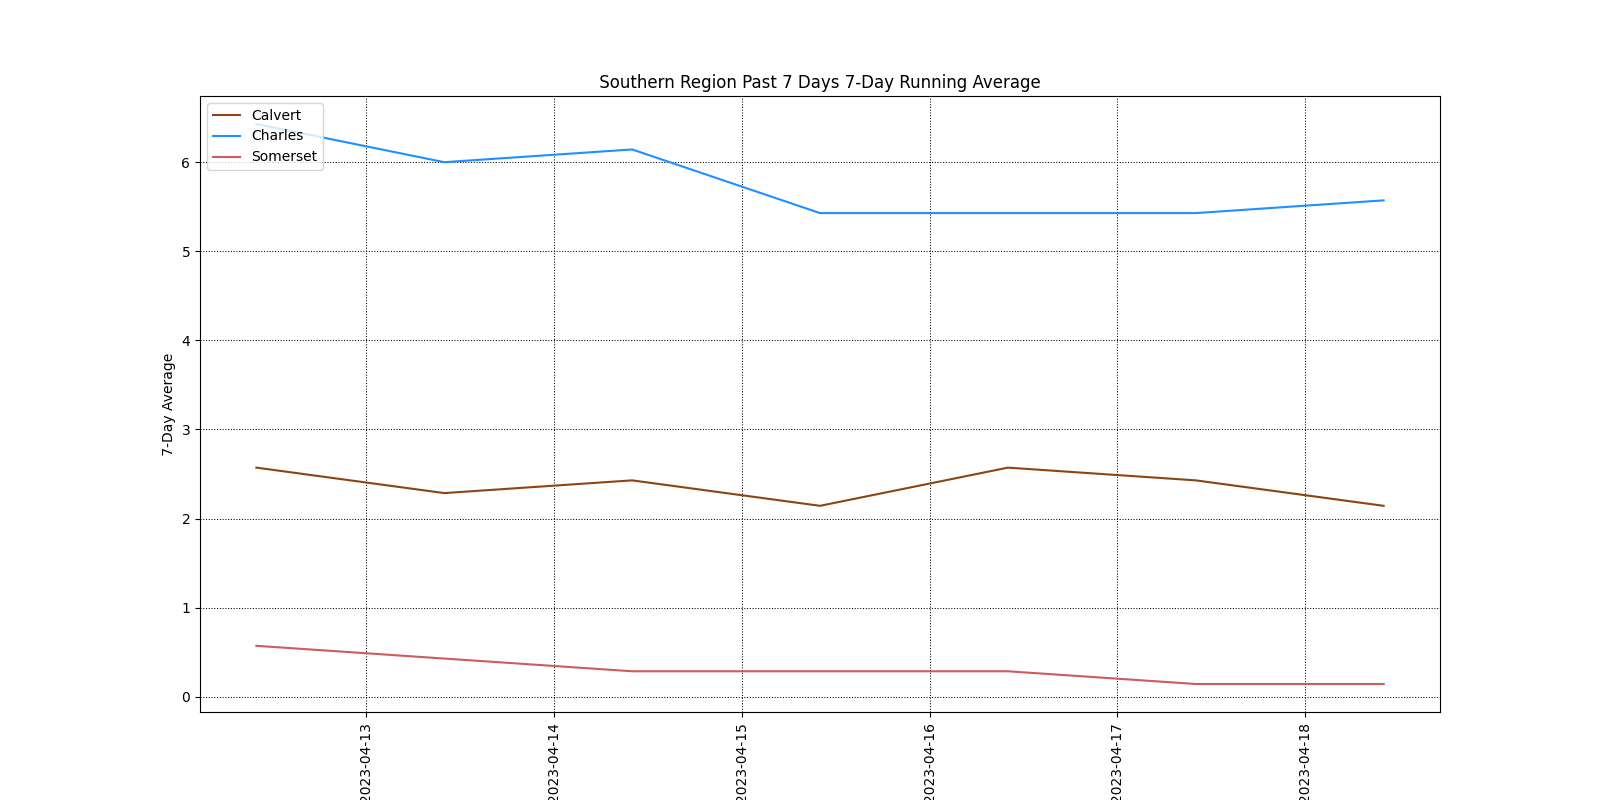 Southern Region Past 7 Days 7-Day Running Average
Calvert
Charles
Somerset
7-Day Average
6
5
4
3
2
1
0
2023-04-13
2023-04-14
2023-04-15
2023-04-16
2023-04-17
2023-04-18